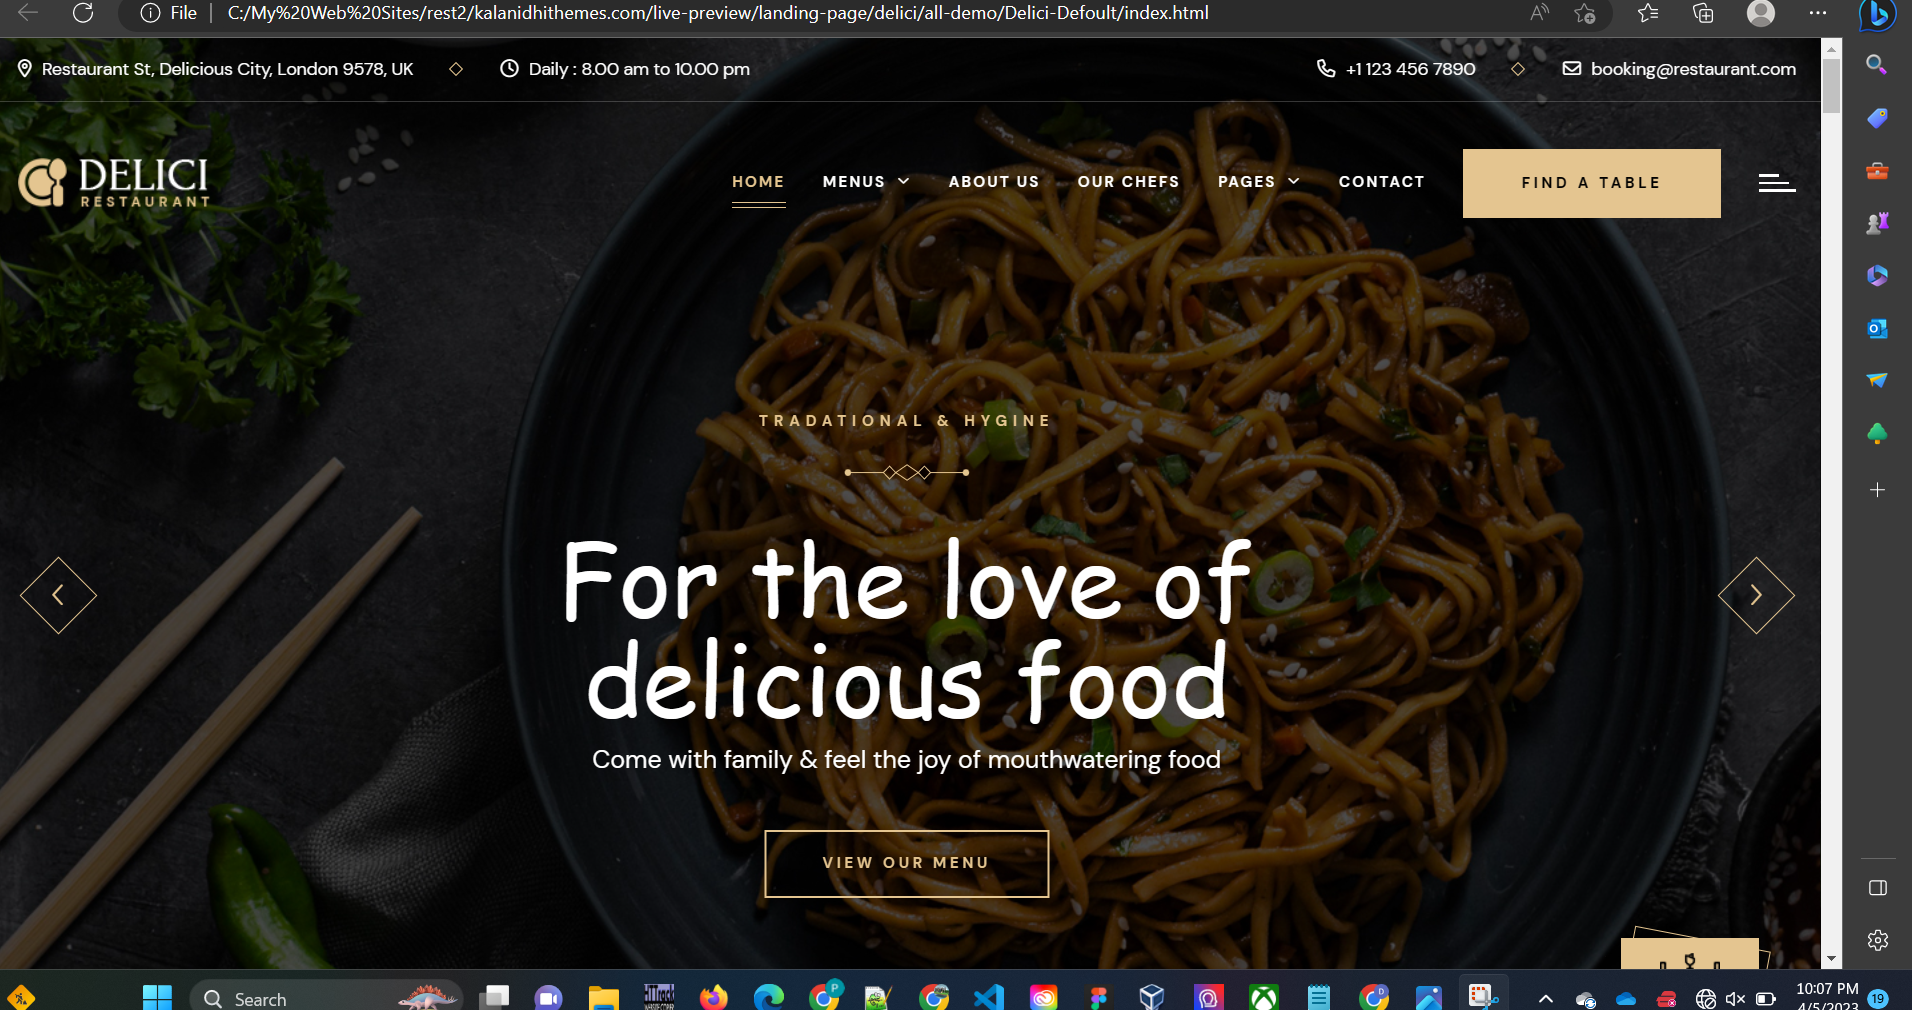 File
C:/My%20Web%20Sites/rest2/kalanidhithemes.com/live-preview/landing-page/delici/all-demo/Delici-Defoult/index.html
Restaurant St, Delicious City, London 9578, UK
Daily : 8.00 am to 10.00 pm
+1 123 456 7890
booking@restaurant.com
DELICI
RESTAURANT
HOME
MENUS
ABOUT US
OUR CHEFS
PAGES
CONTACT
FIND A TABLE
TRADATIONAL & HYGINE
For the love of
delicious food
Come with family & feel the joy of mouthwatering food
VIEW OUR MENU
Search
10:07 PM
4/5/2023
19